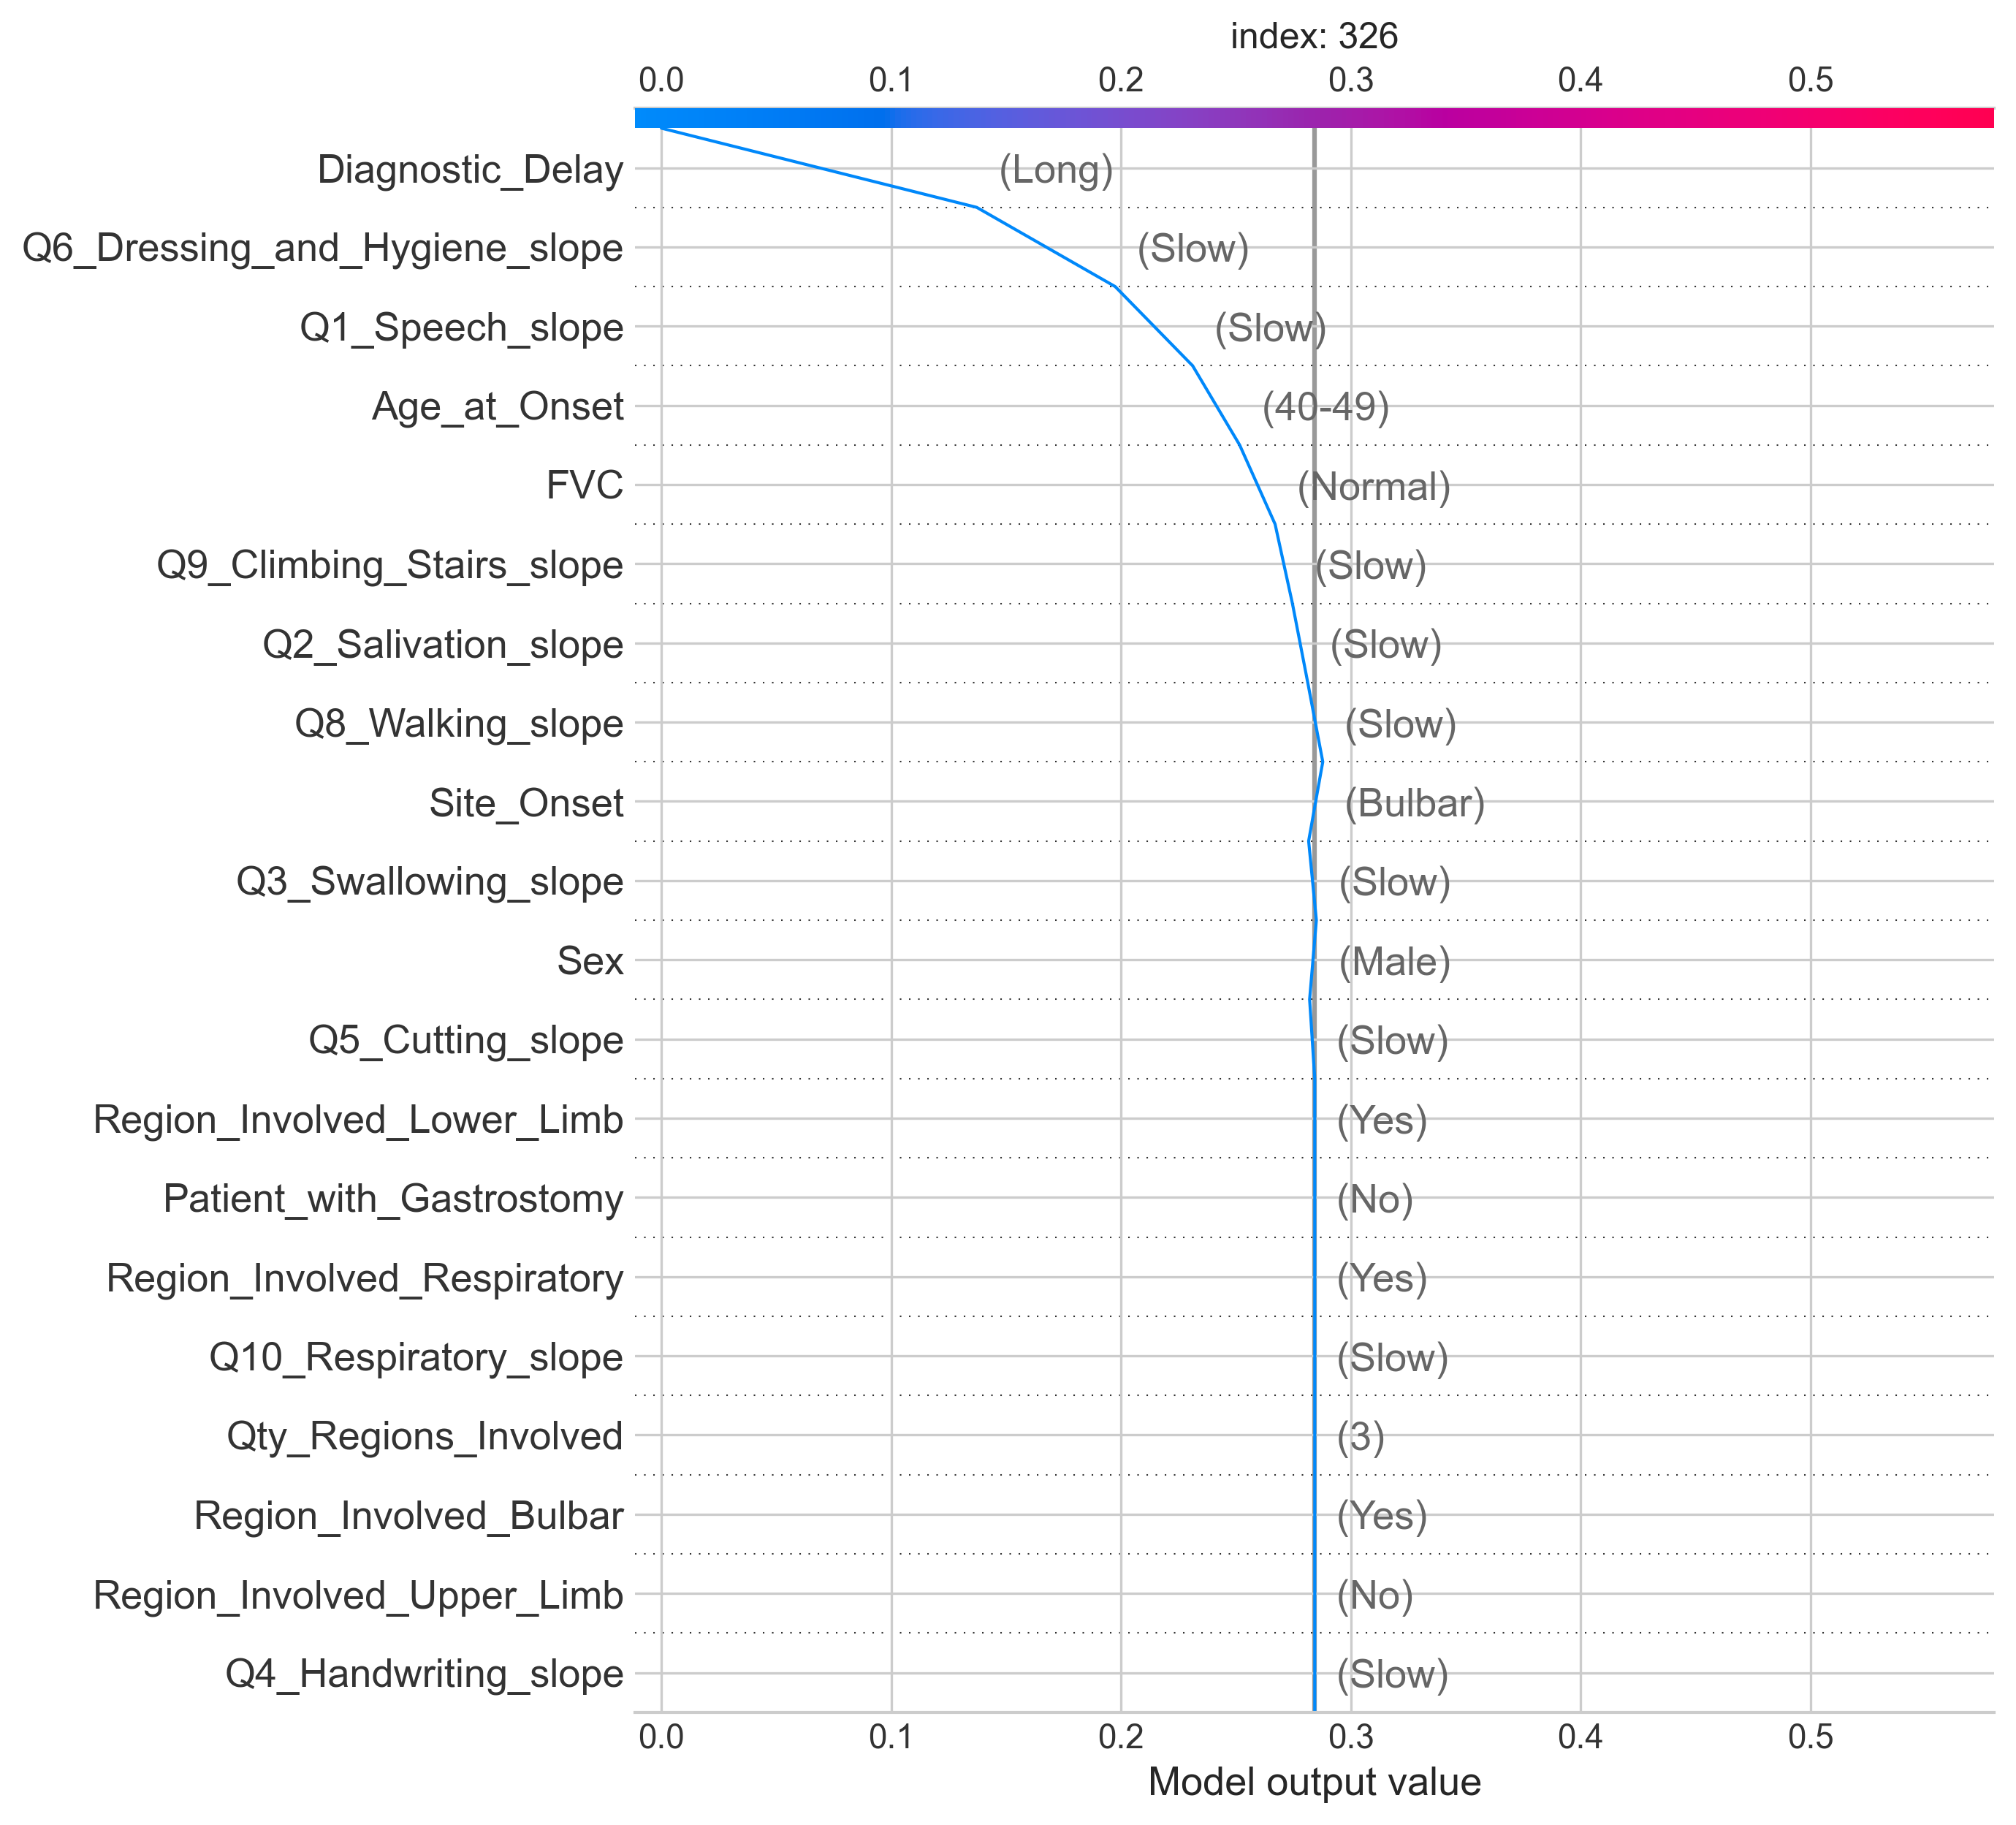 index: 326
0.0 0.1 0.2 0.3 0.4 0.5
Diagnostic_Delay (Long)
Q6_Dressing_and_Hygiene_slope (Slow)
Q1_Speech_slope (Slow)
Age_at_Onset (40-49)
FVC (Normal)
Q9_Climbing_Stairs_slope (Slow)
Q2_Salivation_slope (Slow)
Q8_Walking_slope (Slow)
Site_Onset (Bulbar)
Q3_Swallowing_slope (Slow)
Sex (Male)
Q5_Cutting_slope (Slow)
Region_Involved_Lower_Limb (Yes)
Patient_with_Gastrostomy (No)
Region_Involved_Respiratory (Yes)
Q10_Respiratory_slope (Slow)
Qty_Regions_Involved (3)
Region_Involved_Bulbar (Yes)
Region_Involved_Upper_Limb (No)
Q4_Handwriting_slope (Slow)
0.0 0.1 0.2 0.3 0.4 0.5
Model output value